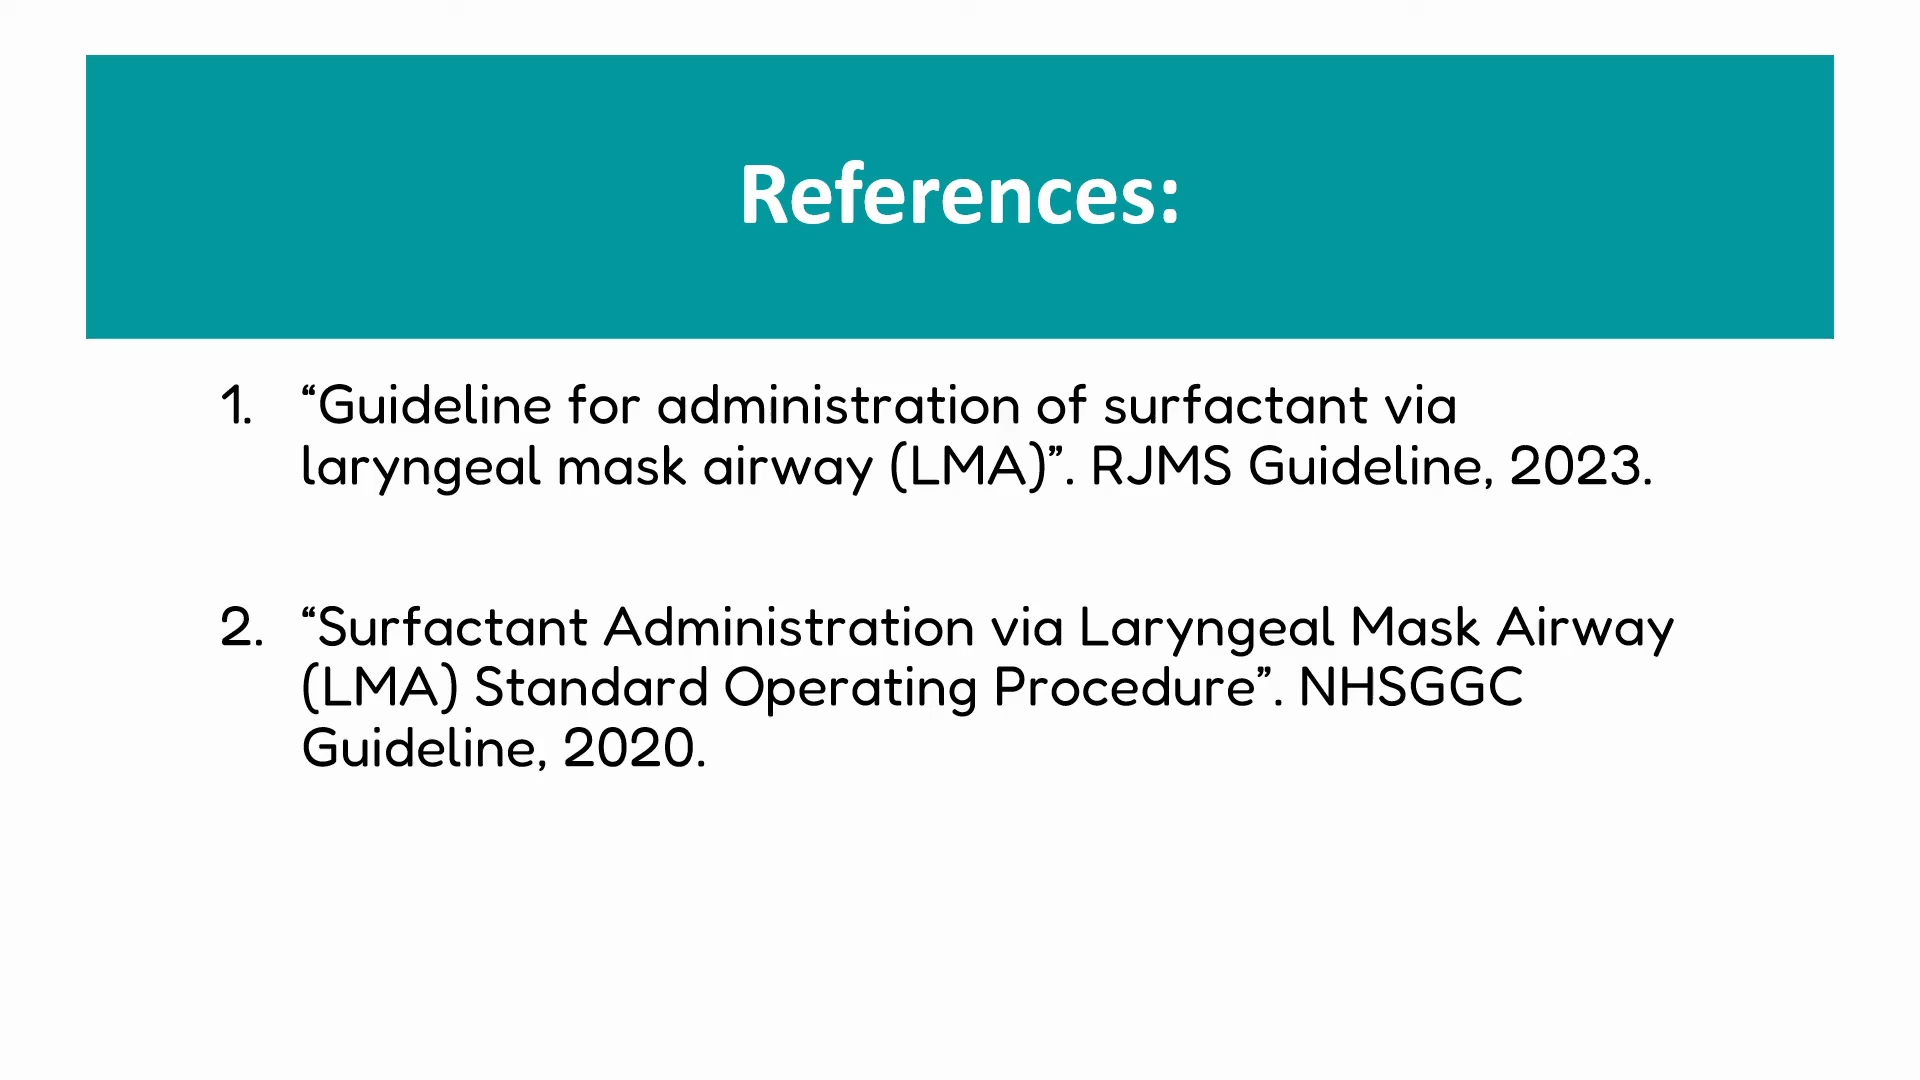 References:
1. “Guideline for administration of surfactant via
laryngeal mask airway (LMA)”. RJMS Guideline, 2023.
2. “Surfactant Administration via Laryngeal Mask Airway
(LMA) Standard Operating Procedure”. NHSGGC
Guideline, 2020.